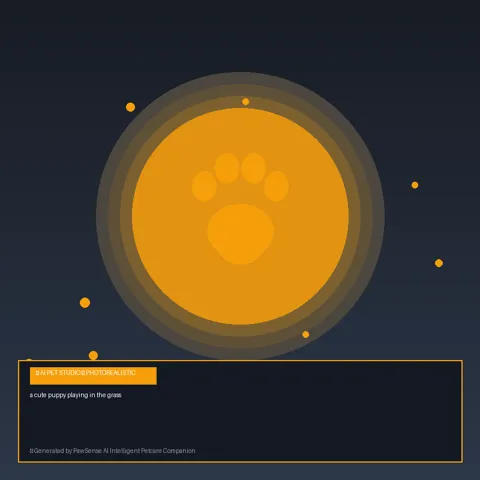 AI PET STUDIO PHOTOREALISTIC
a cute puppy playing in the grass
Generated by PawSense AI Intelligent Petcare Companion